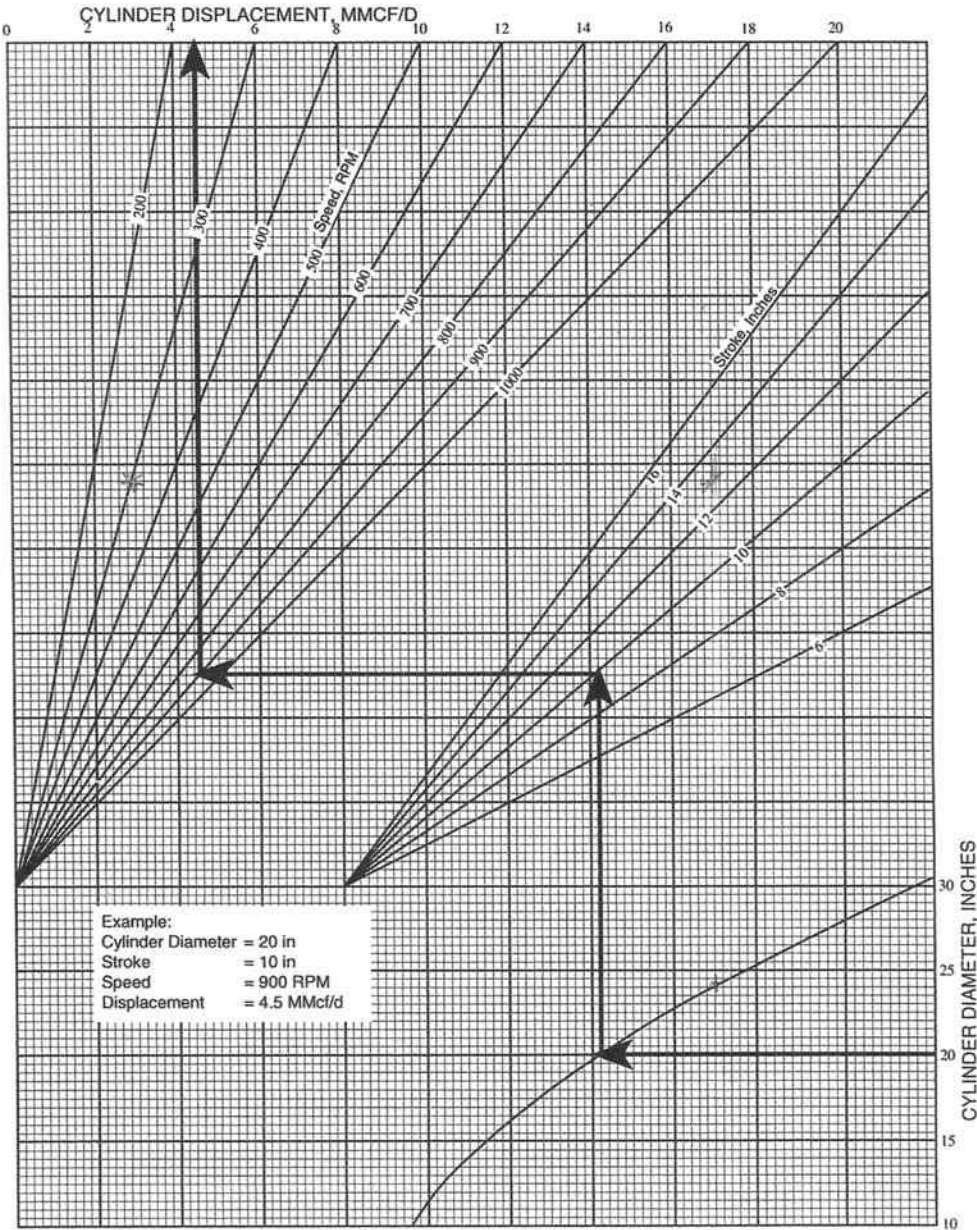 CYLINDER DISPLACEMENT, MMCF/D
0 2 4 6 8 10 12 14 16 18 20
200
300
400
500 Speed, RPM
600
700
800
900
1000
Stroke, Inches
16
14
12
10
8
6
Example:
Cylinder Diameter = 20 in
Stroke = 10 in
Speed = 900 RPM
Displacement = 4.5 MMcf/d
30
25
20
15
10
CYLINDER DIAMETER, INCHES